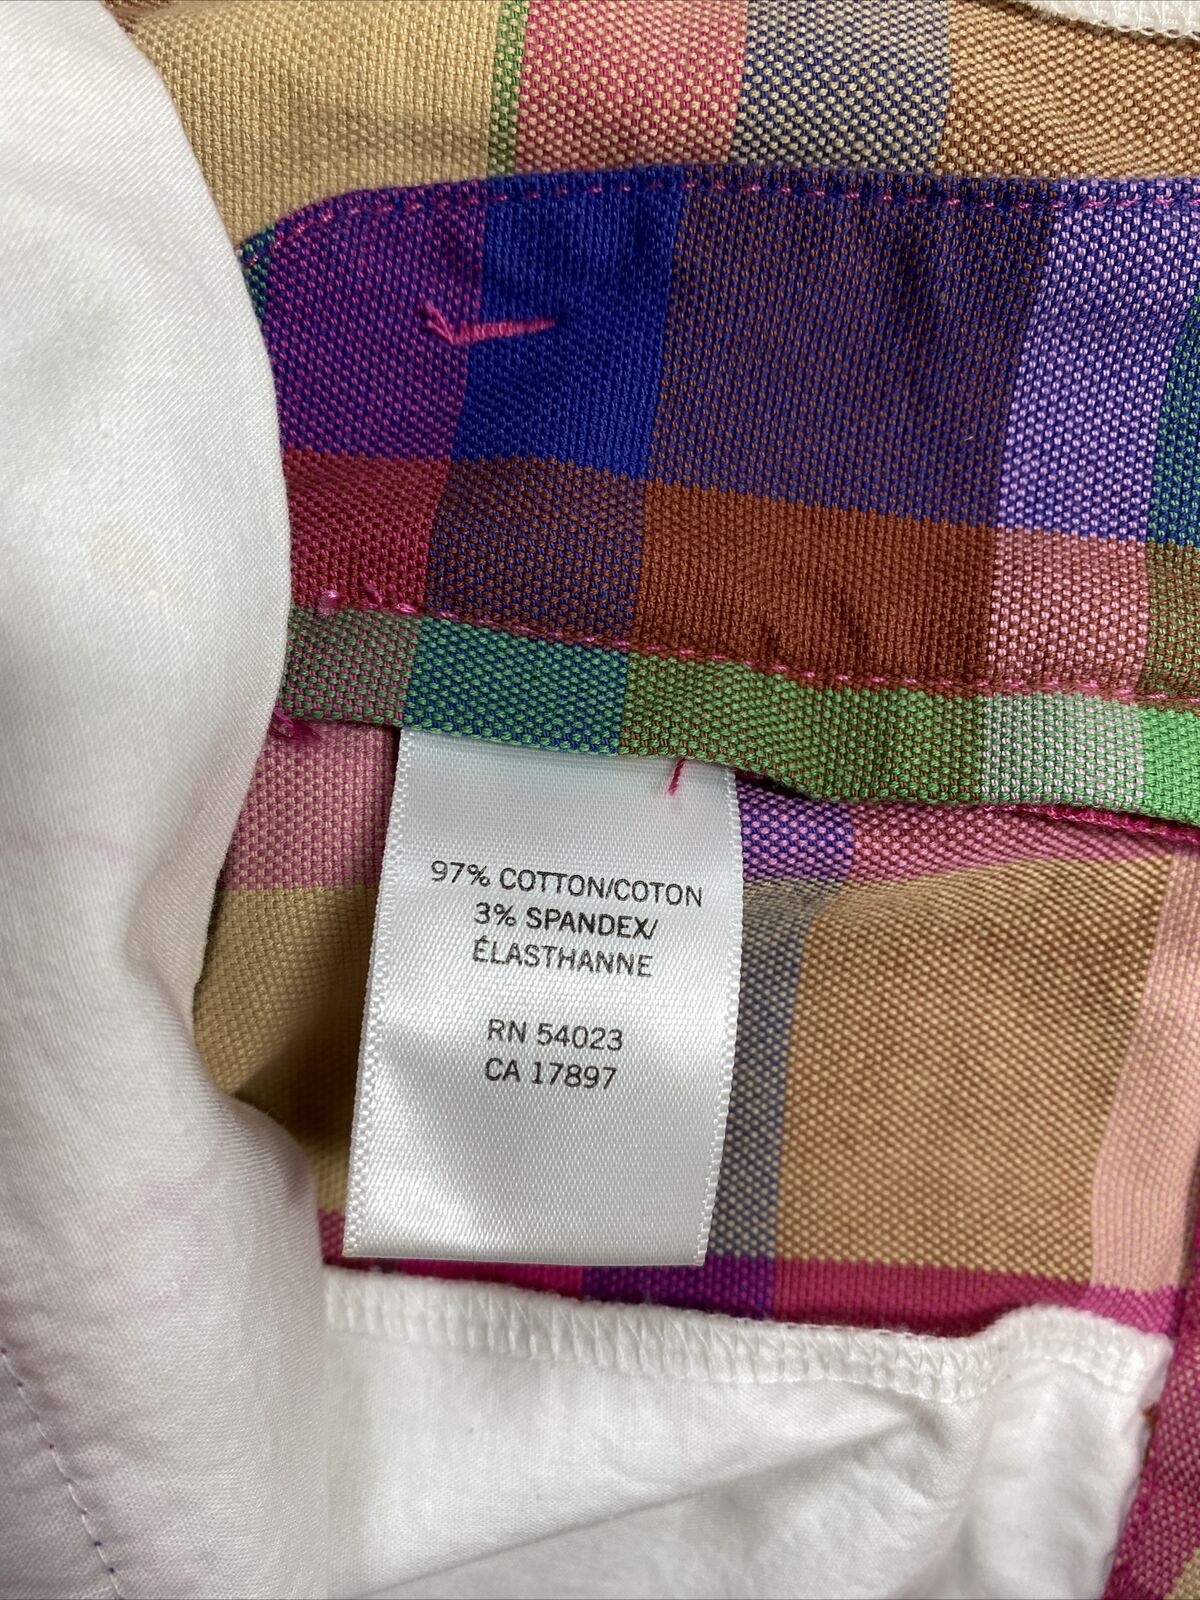 97% COTTON/COTON
3% SPANDEX/
ÉLASTHANNE
RN 54023
CA 17897